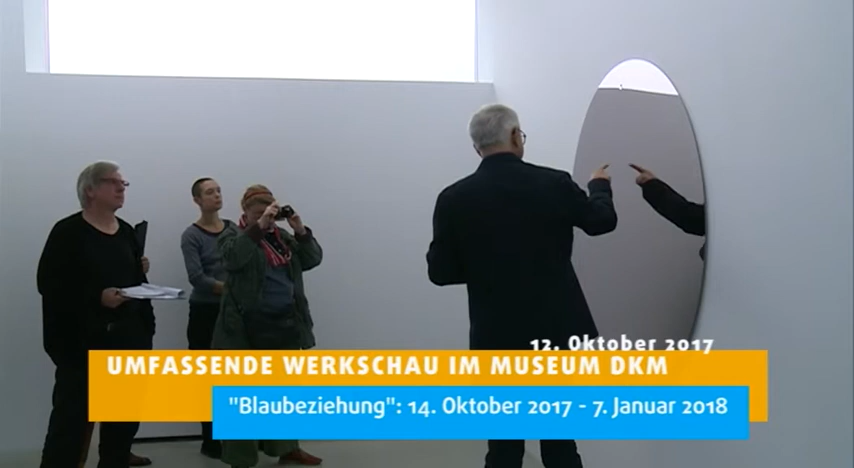 12. Oktober 2017
UMFASSENDE WERKSCHAU IM MUSEUM DKM
"Blaubeziehung": 14. Oktober 2017 - 7. Januar 2018